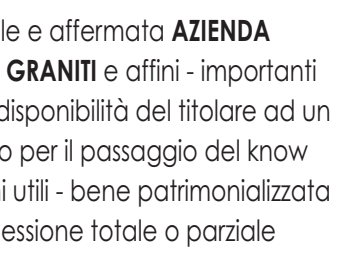 le e affermata AZIENDA
GRANITI e affini - importanti
disponibilità del titolare ad un
o per il passaggio del know
i utili - bene patrimonializzata
essione totale o parziale